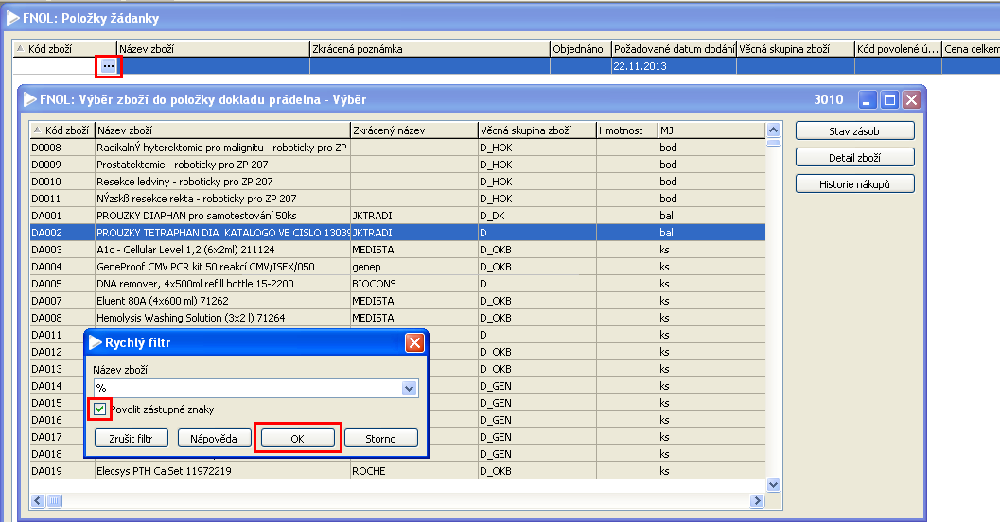 FNOL: Položky žádanky
Kód zboží Název zboží Zkrácená poznámka Objednáno Požadované datum dodání Věcná skupina zboží Kód povolené ú... Cena celkem
... 22.11.2013
FNOL: Výběr zboží do položky dokladu prádelna - Výběr 3010
Kód zboží Název zboží Zkrácený název Věcná skupina zboží Hmotnost MJ
D0008 RadikalnÝ hyterektomie pro malignitu - roboticky pro ZP D_HOK bod
D0009 Prostatektomie - roboticky pro ZP 207 D_HOK bod
D0010 Resekce ledviny - roboticky pro ZP 207 D_HOK bod
D0011 NÝzskß resekce rekta - roboticky pro ZP 207 D_HOK bod
DA001 PROUZKY DIAPHAN pro samotestování 50ks JKTRADI D_DK bal
DA002 PROUZKY TETRAPHAN DIA KATALOGO VE CISLO 13039 JKTRADI D bal
DA003 A1c - Cellular Level 1,2 (6x2ml) 211124 MEDISTA D_OKB ks
DA004 GeneProof CMV PCR kit 50 reakcí CMV/ISEX/050 genep D_OKB ks
DA005 DNA remover, 4x500ml refill bottle 15-2200 BIOCONS D ks
DA007 Eluent 80A (4x600 ml) 71262 MEDISTA D_OKB ks
DA008 Hemolysis Washing Solution (3x2 l) 71264 MEDISTA D_OKB ks
DA011 D ks
DA012 D_OKB ks
DA013 D_OKB ks
DA014 D_GEN ks
DA015 D_GEN ks
DA016 D_GEN ks
DA017 D_GEN ks
DA018 D_GEN ks
DA019 Elecsys PTH CalSet 11972219 ROCHE D_OKB ks
Stav zásob
Detail zboží
Historie nákupů
Rychlý filtr
Název zboží
%
Povolit zástupné znaky
Zrušit filtr Nápověda OK Storno